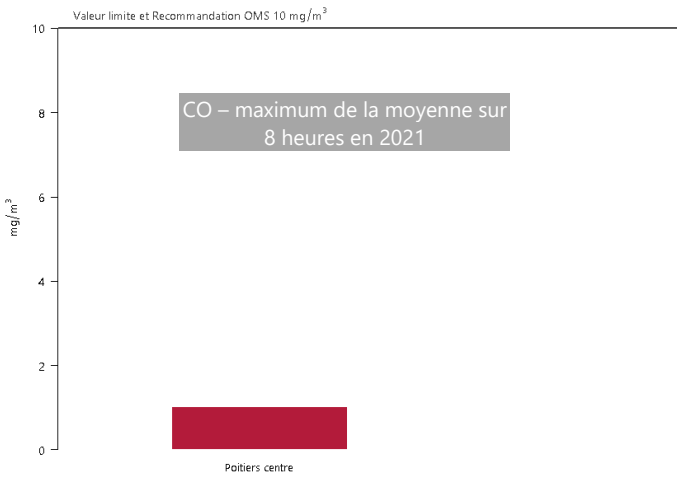 Valeur limite et Recommandation OMS 10 mg/m³
10
CO – maximum de la moyenne sur
8 heures en 2021
8
6
mg/m³
4
2
0
Poitiers centre